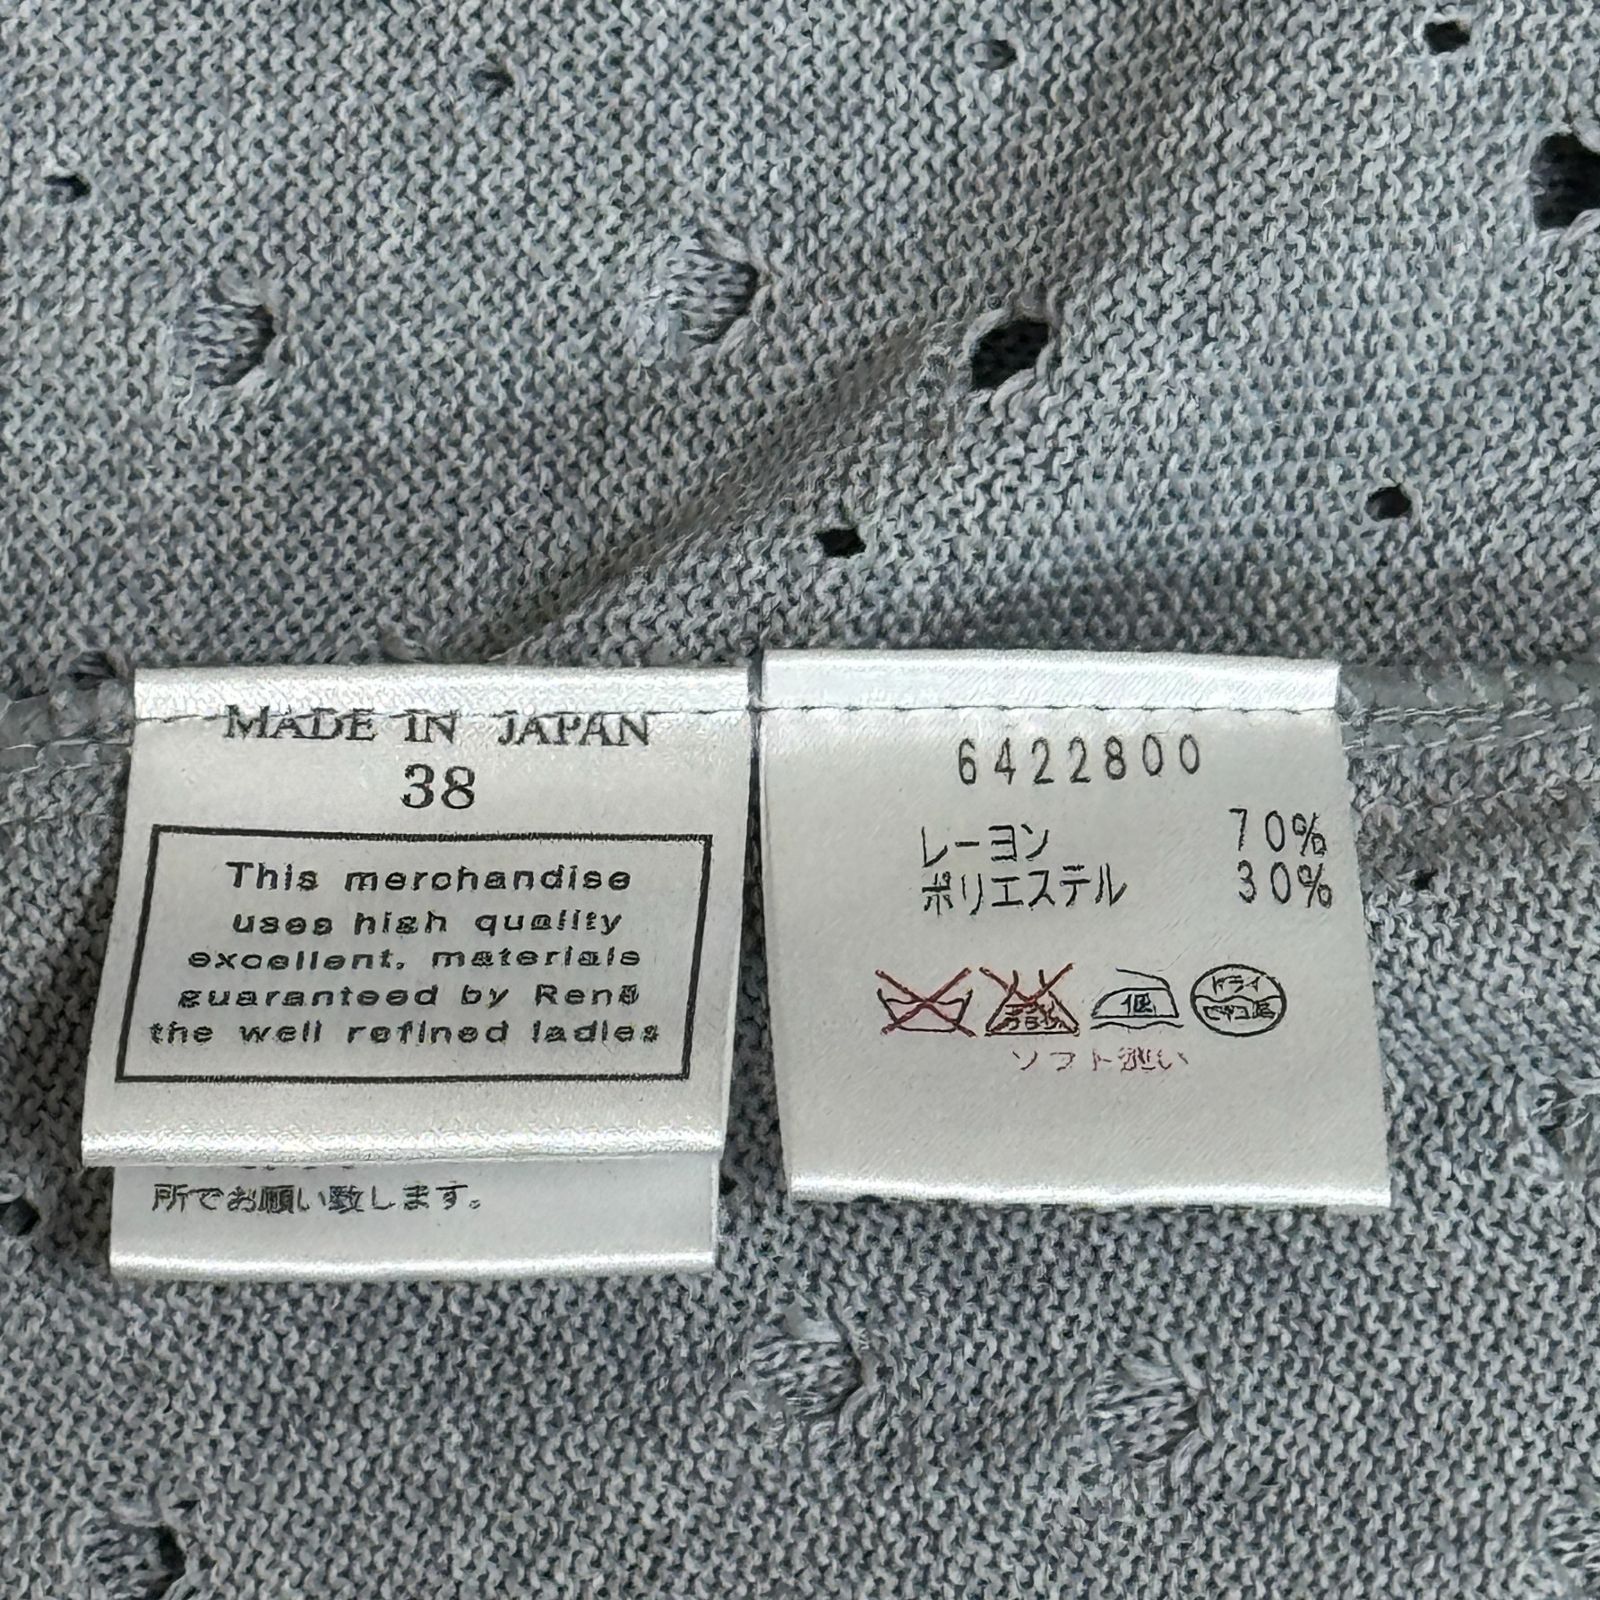 MADE IN JAPAN
38
This merchandise
uses high quality
excellent, materials
guaranteed by René
the well refined ladies
所でお願い致します。
6422800
レーヨン 70%
ポリエステル 30%
低
ドライ
ソフト